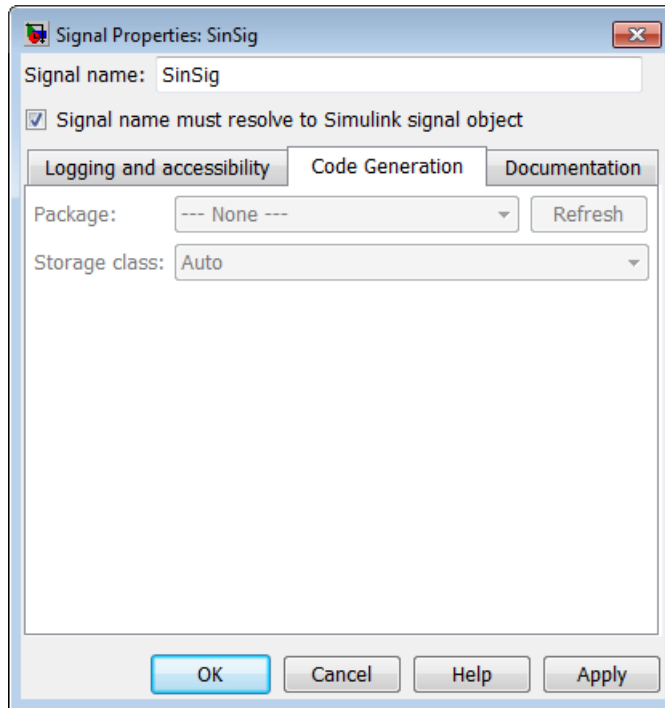 Signal Properties: SinSig
Signal name: SinSig
Signal name must resolve to Simulink signal object
Logging and accessibility Code Generation Documentation
Package: --- None --- Refresh
Storage class: Auto
OK Cancel Help Apply